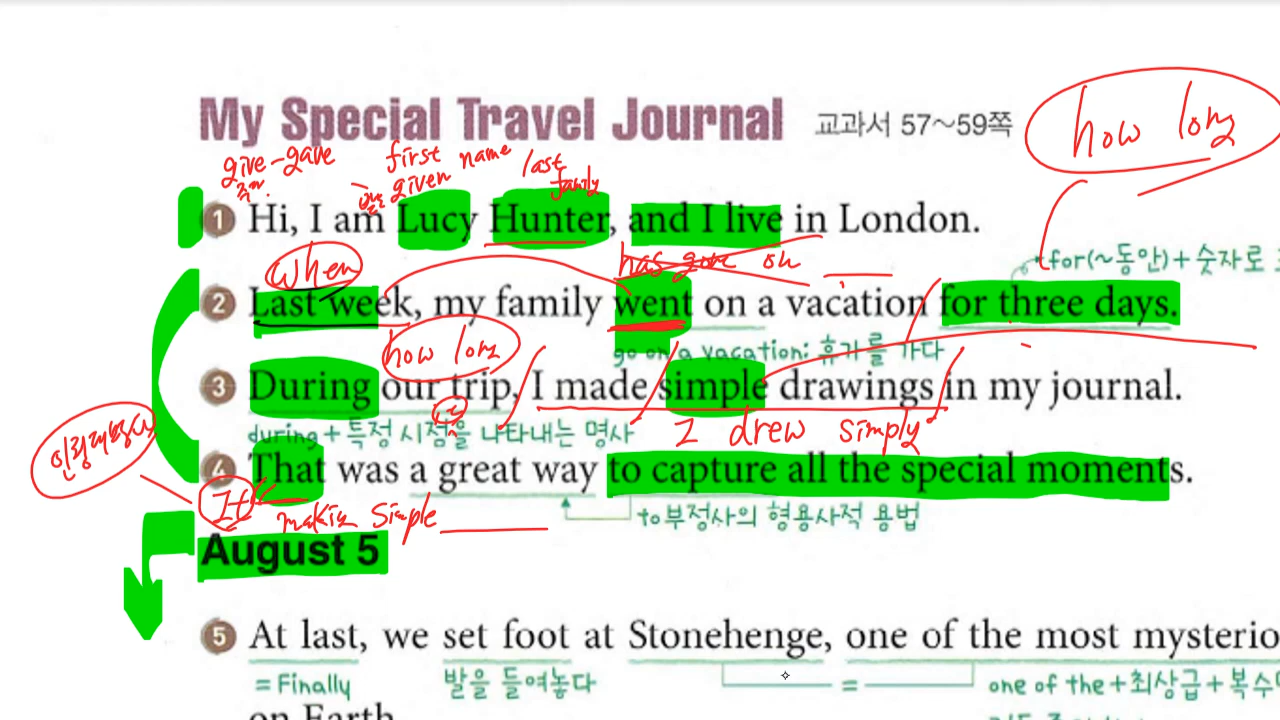 My Special Travel Journal 교과서 57~59쪽
how long
give-gave first name last
given family
1 Hi, I am Lucy Hunter, and I live in London.
when has gone on for(~동안)+숫자로
2 Last week, my family went on a vacation for three days.
how long go on a vacation: 휴가를 가다
3 During our trip, I made simple drawings in my journal.
during+특정 시점을 나타내는 명사 I drew simply
4 That was a great way to capture all the special moments.
It making simple to부정사의 형용사적 용법
August 5
5 At last, we set foot at Stonehenge, one of the most mysterio
=Finally 발을 들여놓다 = one of the+최상급+복수
on Earth